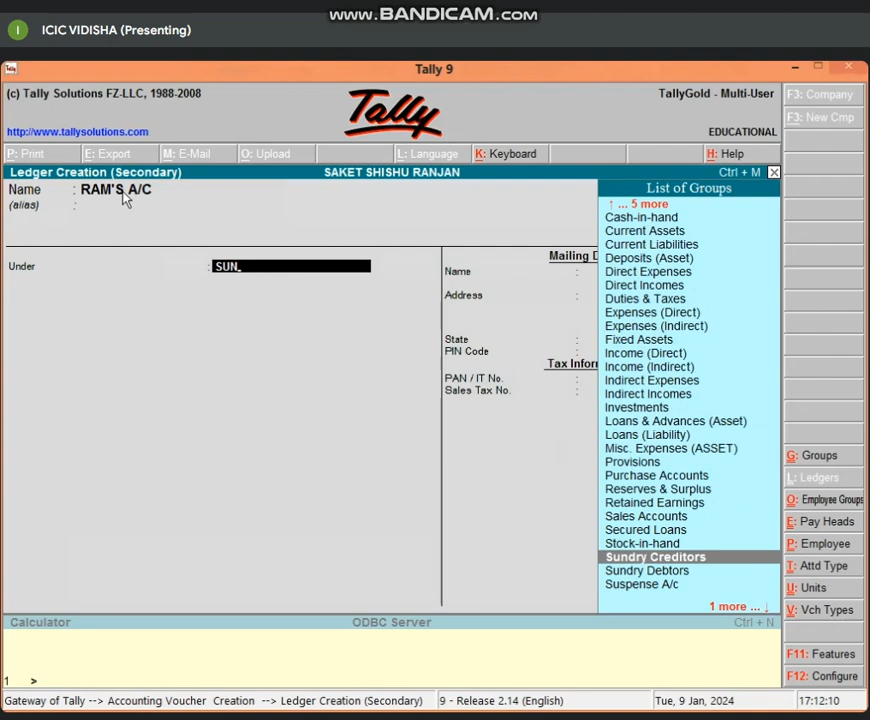 www.BANDICAM.com
I ICIC VIDISHA (Presenting)
Tally Tally 9
(c) Tally Solutions FZ-LLC, 1988-2008
TallyGold - Multi-User
Tally
http://www.tallysolutions.com
EDUCATIONAL
P: Print E: Export M: E-Mail O: Upload L: Language K: Keyboard H: Help
Ledger Creation (Secondary) SAKET SHISHU RANJAN Ctrl + M
Name : RAM'S A/C
(alias) :
Under : SUN
Mailing D
Name :
Address :
State :
PIN Code :
Tax Infor
PAN / IT No. :
Sales Tax No. :
List of Groups
↑ ... 5 more
Cash-in-hand
Current Assets
Current Liabilities
Deposits (Asset)
Direct Expenses
Direct Incomes
Duties & Taxes
Expenses (Direct)
Expenses (Indirect)
Fixed Assets
Income (Direct)
Income (Indirect)
Indirect Expenses
Indirect Incomes
Investments
Loans & Advances (Asset)
Loans (Liability)
Misc. Expenses (ASSET)
Provisions
Purchase Accounts
Reserves & Surplus
Retained Earnings
Sales Accounts
Secured Loans
Stock-in-hand
Sundry Creditors
Sundry Debtors
Suspense A/c
1 more ... ↓
F3: Company
F3: New Cmp
G: Groups
L: Ledgers
O: Employee Groups
E: Pay Heads
P: Employee
T: Attd Type
U: Units
V: Vch Types
F11: Features
F12: Configure
Calculator ODBC Server Ctrl + N
1 >
Gateway of Tally --> Accounting Voucher Creation --> Ledger Creation (Secondary) 9 - Release 2.14 (English) Tue, 9 Jan, 2024 17:12:10